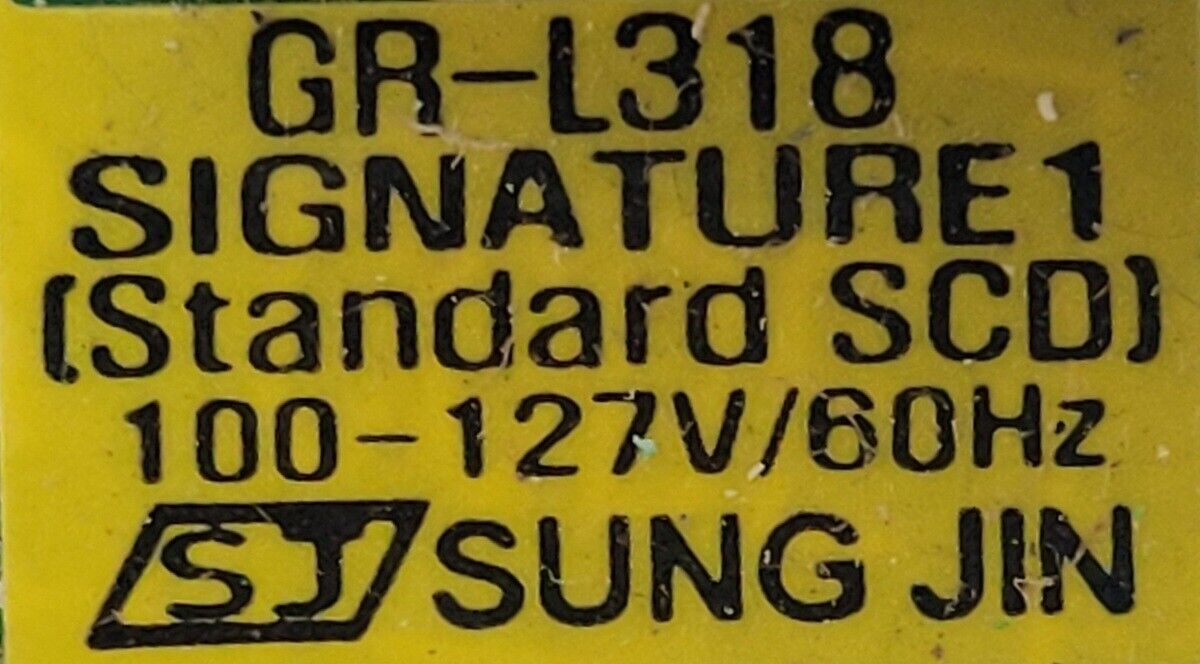 GR-L318
SIGNATURE1
(Standard SCD)
100-127V/60Hz
SJ SUNG JIN